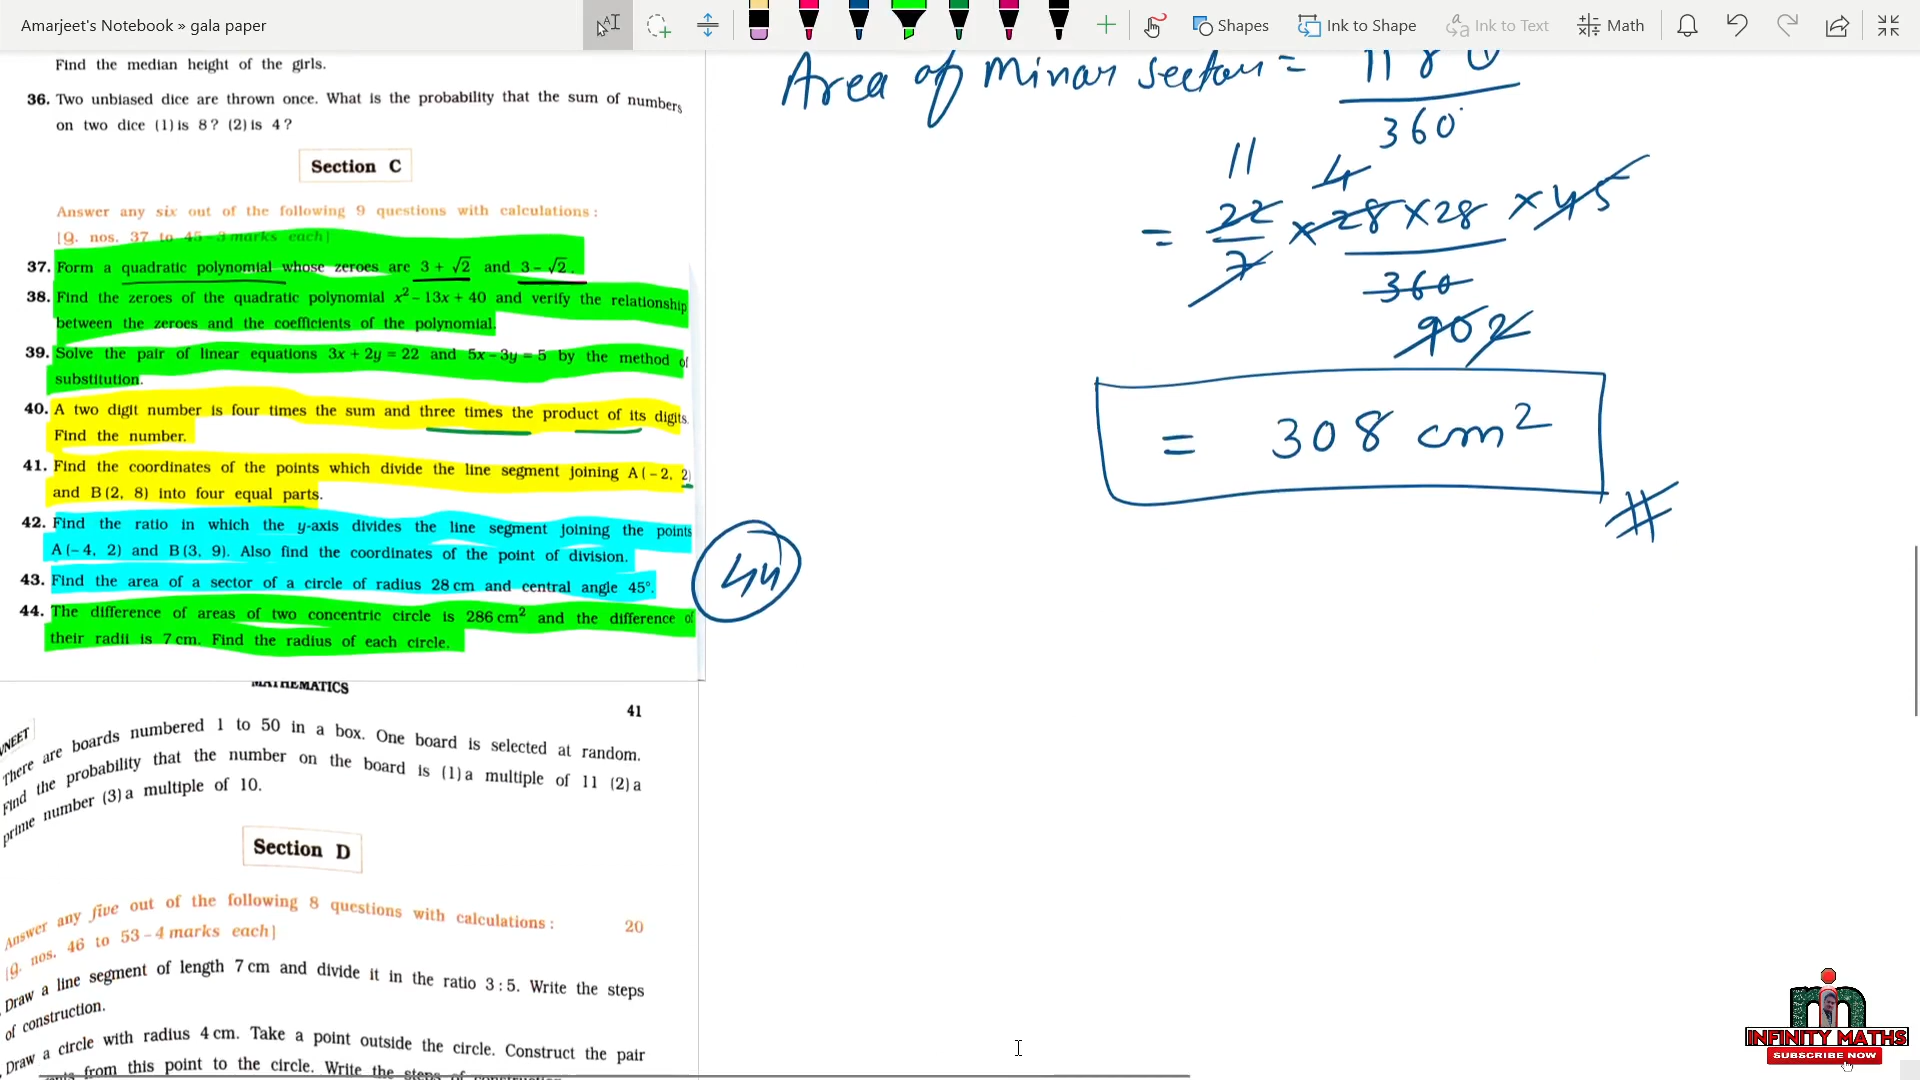 Amarjeet's Notebook » gala paper
Shapes
Ink to Shape
Ink to Text
Math
Find the median height of the girls.
36. Two unbiased dice are thrown once. What is the probability that the sum of numbers
on two dice (1) is 8? (2) is 4?
Section C
Answer any six out of the following 9 questions with calculations:
[Q. nos. 37 to 45 – 3 marks each]
37. Form a quadratic polynomial whose zeroes are 3 + √2 and 3 – √2.
38. Find the zeroes of the quadratic polynomial x² – 13x + 40 and verify the relationship
between the zeroes and the coefficients of the polynomial.
39. Solve the pair of linear equations 3x + 2y = 22 and 5x – 3y = 5 by the method of
substitution.
40. A two digit number is four times the sum and three times the product of its digits.
Find the number.
41. Find the coordinates of the points which divide the line segment joining A(–2, 2)
and B(2, 8) into four equal parts.
42. Find the ratio in which the y-axis divides the line segment joining the points
A(–4, 2) and B(3, 9). Also find the coordinates of the point of division.
43. Find the area of a sector of a circle of radius 28 cm and central angle 45°.
44. The difference of areas of two concentric circle is 286 cm² and the difference of
their radii is 7 cm. Find the radius of each circle.
44
MATHEMATICS
41
There are boards numbered 1 to 50 in a box. One board is selected at random.
Find the probability that the number on the board is (1) a multiple of 11 (2) a
prime number (3) a multiple of 10.
Section D
Answer any five out of the following 8 questions with calculations: 20
[Q. nos. 46 to 53 – 4 marks each]
Draw a line segment of length 7 cm and divide it in the ratio 3:5. Write the steps
of construction.
Draw a circle with radius 4 cm. Take a point outside the circle. Construct the pair
from this point to the circle. Write the steps of construction
Area of Minar Sector =
360
11 4
= 22 × 28 × 28 × 45
7 360
90 2
= 308 cm²
INFINITY MATHS
SUBSCRIBE NOW